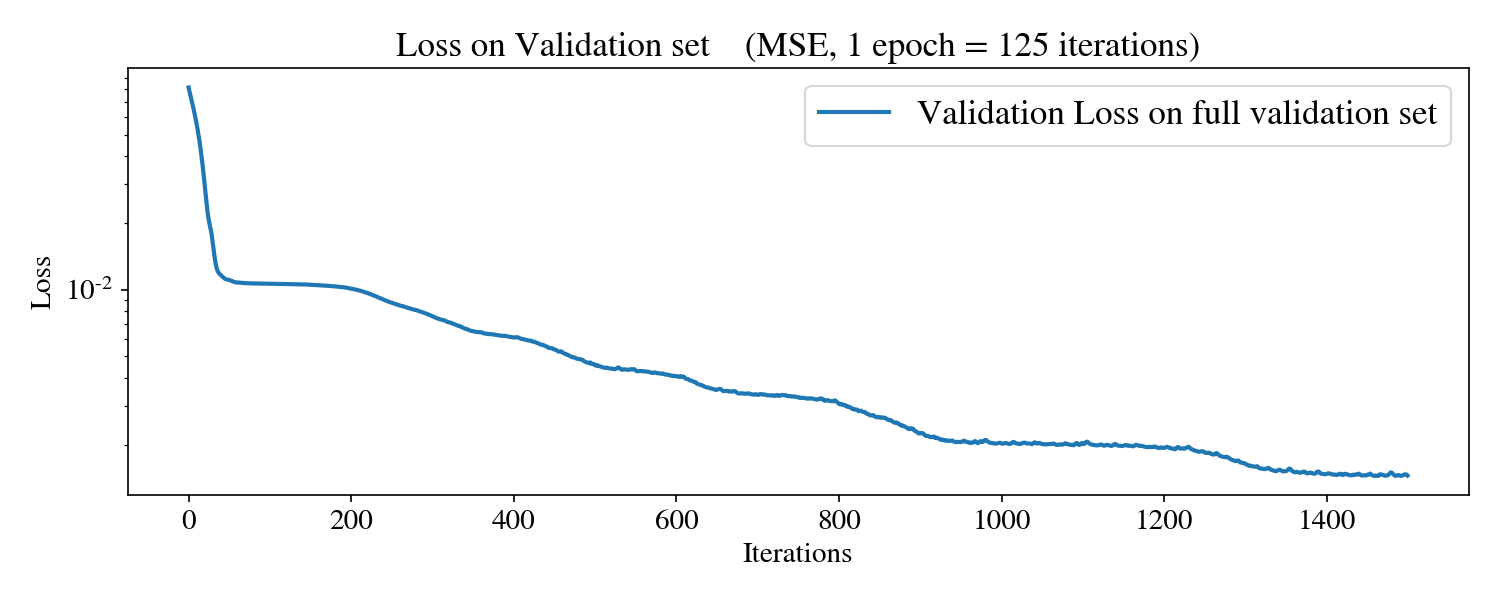 Loss on Validation set (MSE, 1 epoch = 125 iterations)
Validation Loss on full validation set
Loss
10⁻²
0 200 400 600 800 1000 1200 1400
Iterations